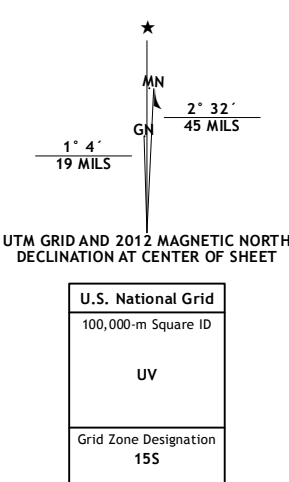 ★
MN
GN
2° 32´
45 MILS
1° 4´
19 MILS
UTM GRID AND 2012 MAGNETIC NORTH
DECLINATION AT CENTER OF SHEET
U.S. National Grid
100,000-m Square ID
UV
Grid Zone Designation
15S